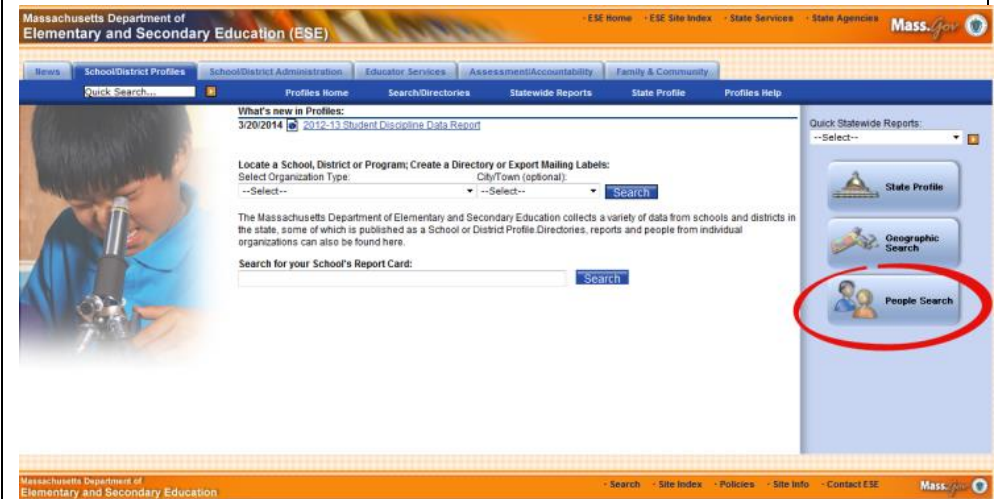 Massachusetts Department of
Elementary and Secondary Education (ESE)
ESE Home · ESE Site Index · State Services · State Agencies
Mass.Gov
News School/District Profiles School/District Administration Educator Services Assessment/Accountability Family & Community
Quick Search... Profiles Home Search/Directories Statewide Reports State Profile Profiles Help
What's new in Profiles:
3/20/2014 2012-13 Student Discipline Data Report
Locate a School, District or Program; Create a Directory or Export Mailing Labels:
Select Organization Type: City/Town (optional):
--Select-- --Select-- Search
The Massachusetts Department of Elementary and Secondary Education collects a variety of data from schools and districts in
the state, some of which is published as a School or District Profile.Directories, reports and people from individual
organizations can also be found here.
Search for your School's Report Card:
Search
Quick Statewide Reports:
--Select--
State Profile
Geographic
Search
People Search
Massachusetts Department of
Elementary and Secondary Education
· Search · Site Index · Policies · Site Info · Contact ESE
Mass.Gov